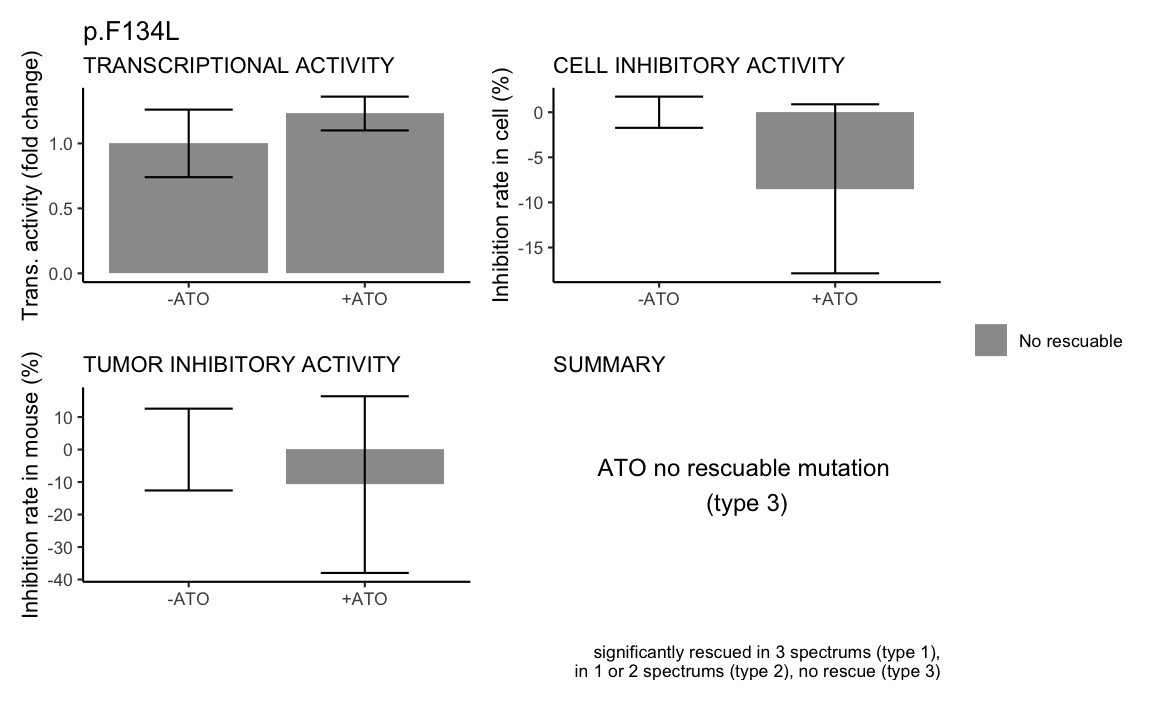 p.F134L
TRANSCRIPTIONAL ACTIVITY
Trans. activity (fold change)
1.0
0.5
0.0
-ATO
+ATO
CELL INHIBITORY ACTIVITY
Inhibition rate in cell (%)
0
-5
-10
-15
-ATO
+ATO
No rescuable
TUMOR INHIBITORY ACTIVITY
Inhibition rate in mouse (%)
10
0
-10
-20
-30
-40
-ATO
+ATO
SUMMARY
ATO no rescuable mutation
(type 3)
significantly rescued in 3 spectrums (type 1),
in 1 or 2 spectrums (type 2), no rescue (type 3)